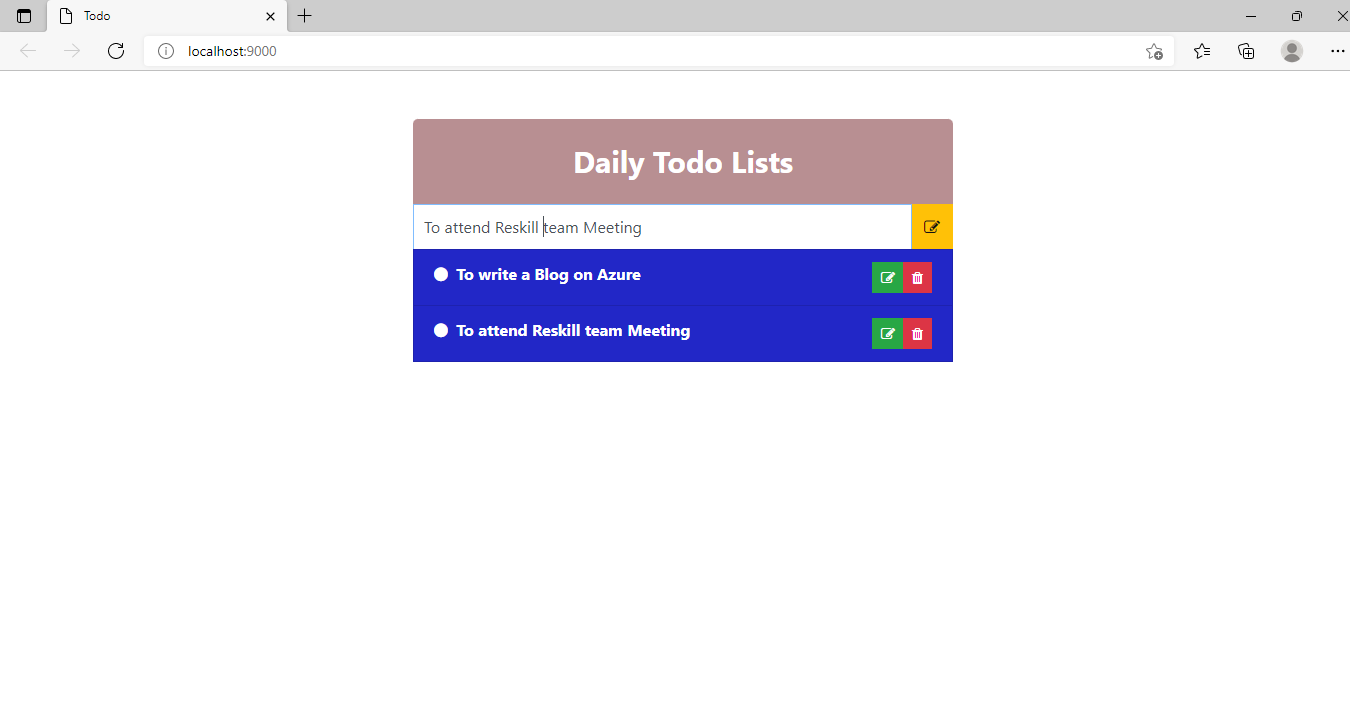 Todo
localhost:9000
Daily Todo Lists
To attend Reskill team Meeting
To write a Blog on Azure
To attend Reskill team Meeting